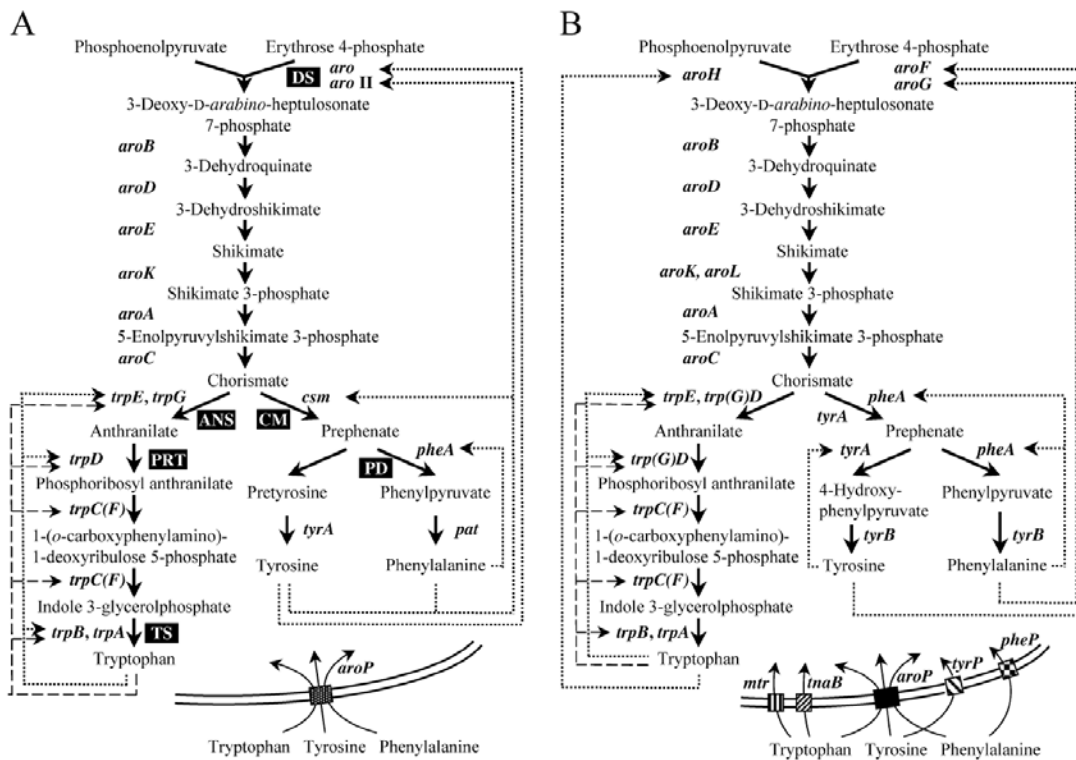 A
Phosphoenolpyruvate Erythrose 4-phosphate
DS aro
aro II
3-Deoxy-D-arabino-heptulosonate
7-phosphate
aroB
3-Dehydroquinate
aroD
3-Dehydroshikimate
aroE
Shikimate
aroK
Shikimate 3-phosphate
aroA
5-Enolpyruvylshikimate 3-phosphate
aroC
Chorismate
trpE, trpG ANS CM csm
Anthranilate Prephenate
trpD PRT PD pheA
Phosphoribosyl anthranilate Pretyrosine Phenylpyruvate
trpC(F)
1-(o-carboxyphenylamino)- tyrA pat
1-deoxyribulose 5-phosphate Tyrosine Phenylalanine
trpC(F)
Indole 3-glycerolphosphate
trpB, trpA TS
Tryptophan
aroP
Tryptophan Tyrosine Phenylalanine
B
Phosphoenolpyruvate Erythrose 4-phosphate
aroH aroF
aroG
3-Deoxy-D-arabino-heptulosonate
7-phosphate
aroB
3-Dehydroquinate
aroD
3-Dehydroshikimate
aroE
Shikimate
aroK, aroL
Shikimate 3-phosphate
aroA
5-Enolpyruvylshikimate 3-phosphate
aroC
Chorismate
trpE, trp(G)D pheA
tyrA
Anthranilate Prephenate
trp(G)D tyrA pheA
Phosphoribosyl anthranilate 4-Hydroxy- Phenylpyruvate
phenylpyruvate
trpC(F)
1-(o-carboxyphenylamino)- tyrB tyrB
1-deoxyribulose 5-phosphate Tyrosine Phenylalanine
trpC(F)
Indole 3-glycerolphosphate
trpB, trpA
Tryptophan
mtr tnaB aroP tyrP pheP
Tryptophan Tyrosine Phenylalanine